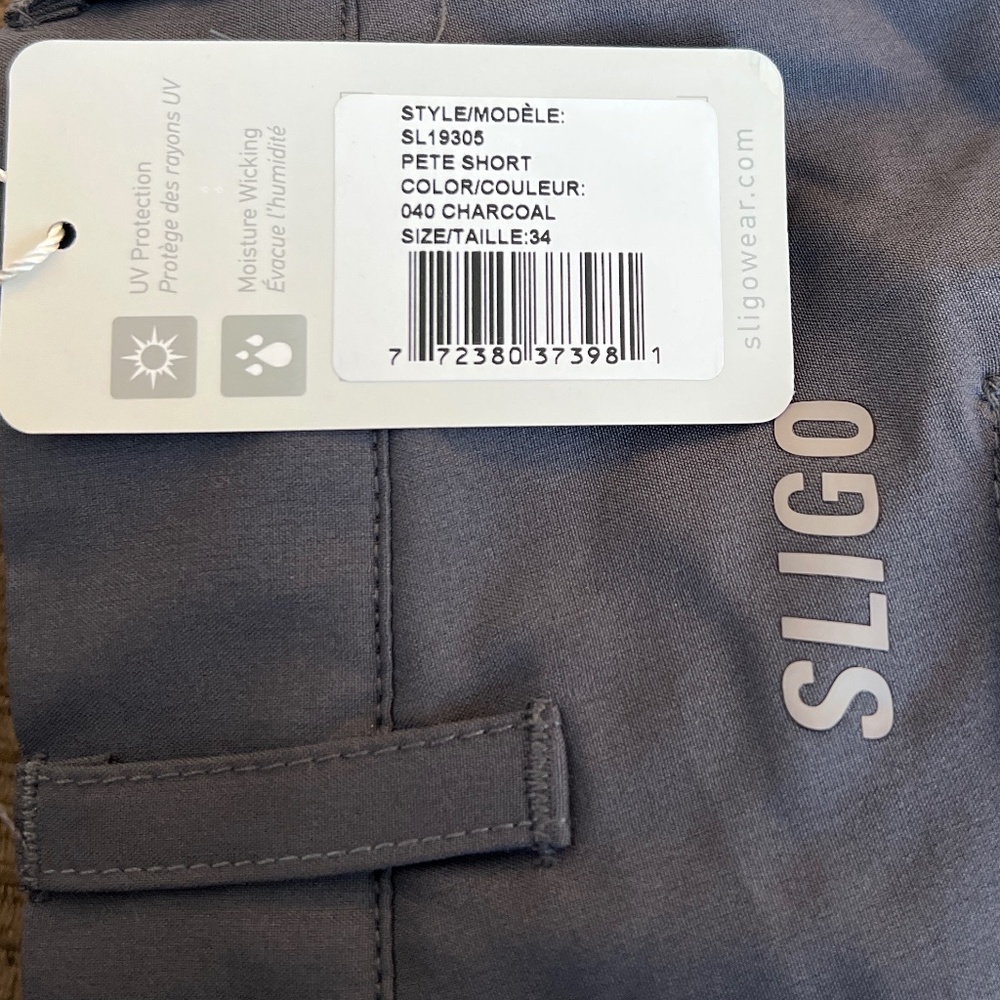 STYLE/MODÈLE:
SL19305
PETE SHORT
COLOR/COULEUR:
040 CHARCOAL
SIZE/TAILLE:34
7 72380 37398 1
UV Protection
Protège des rayons UV
Moisture Wicking
Évacue l'humidité
sligowear.com
SLIGO